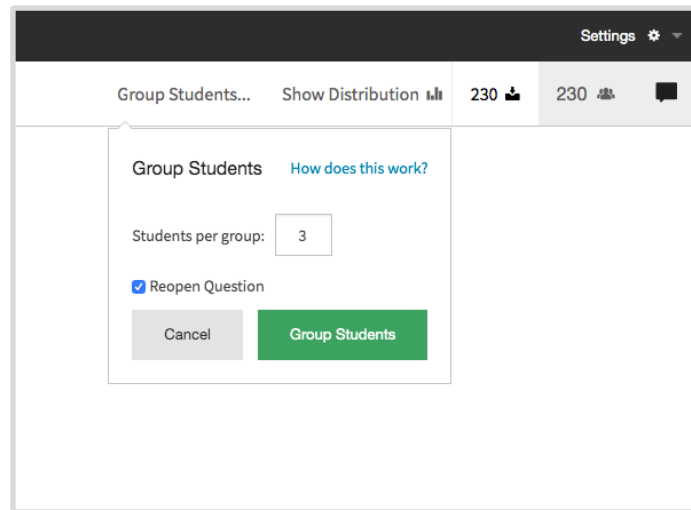 Settings
Group Students... Show Distribution 230 230
Group Students How does this work?
Students per group: 3
Reopen Question
Cancel Group Students